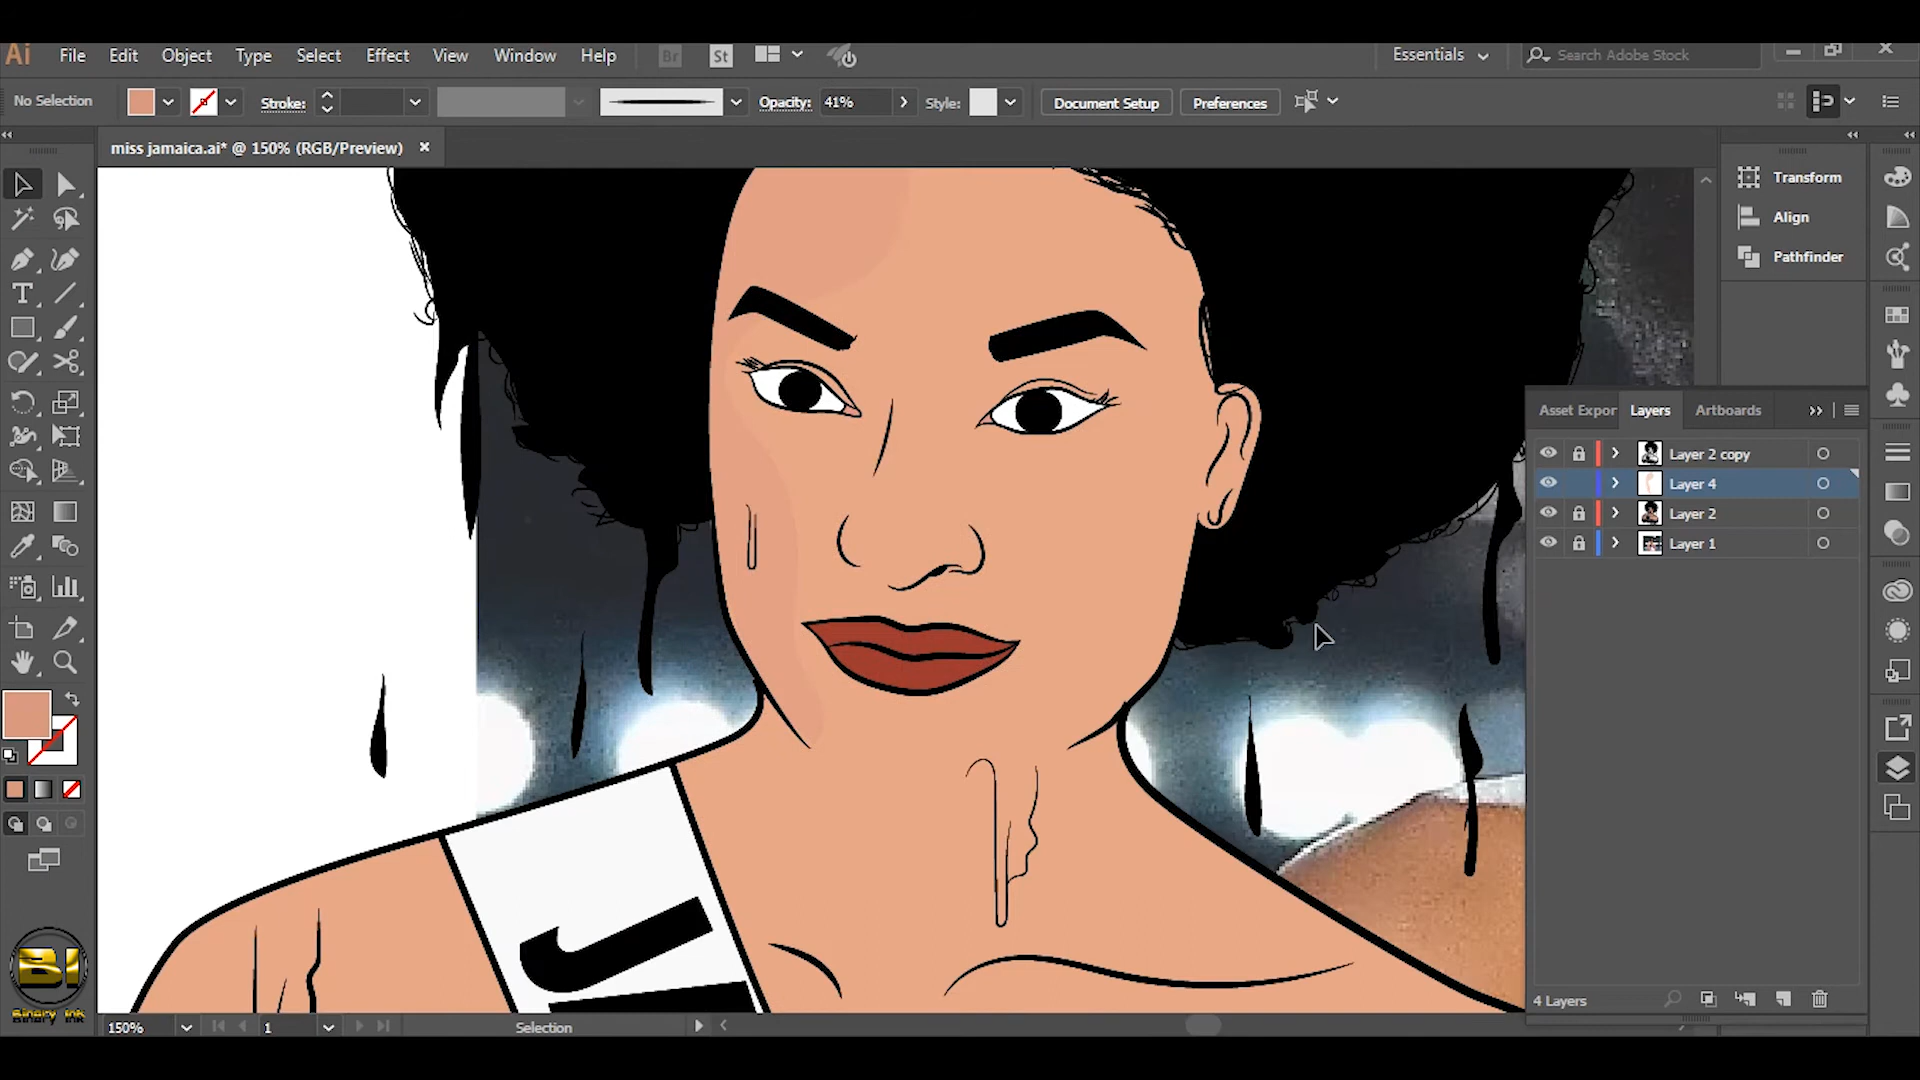 Ai File Edit Object Type Select Effect View Window Help Br St Essentials Search Adobe Stock
No Selection Stroke: Opacity: 41% Style: Document Setup Preferences
miss jamaica.ai* @ 150% (RGB/Preview)
Transform
Align
Pathfinder
Asset Expor Layers Artboards
Layer 2 copy
Layer 4
Layer 2
Layer 1
4 Layers
J
BI
Binary Ink
150% 1 Selection